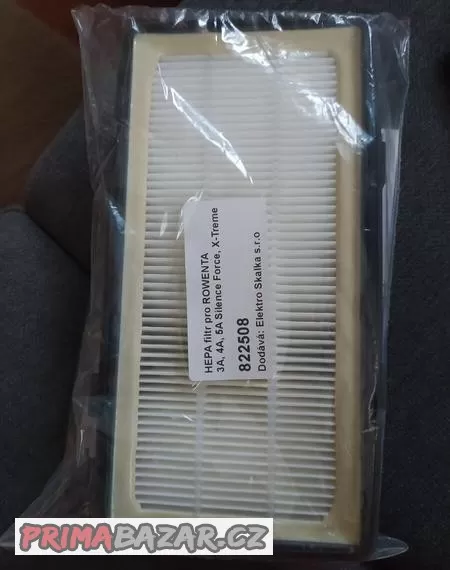 HEPA filtr pro ROWENTA
3A, 4A, 5A Silence Force, X-Treme
822508
Dodává: Elektro Skalka s.r.o
PRIMABAZAR.CZ